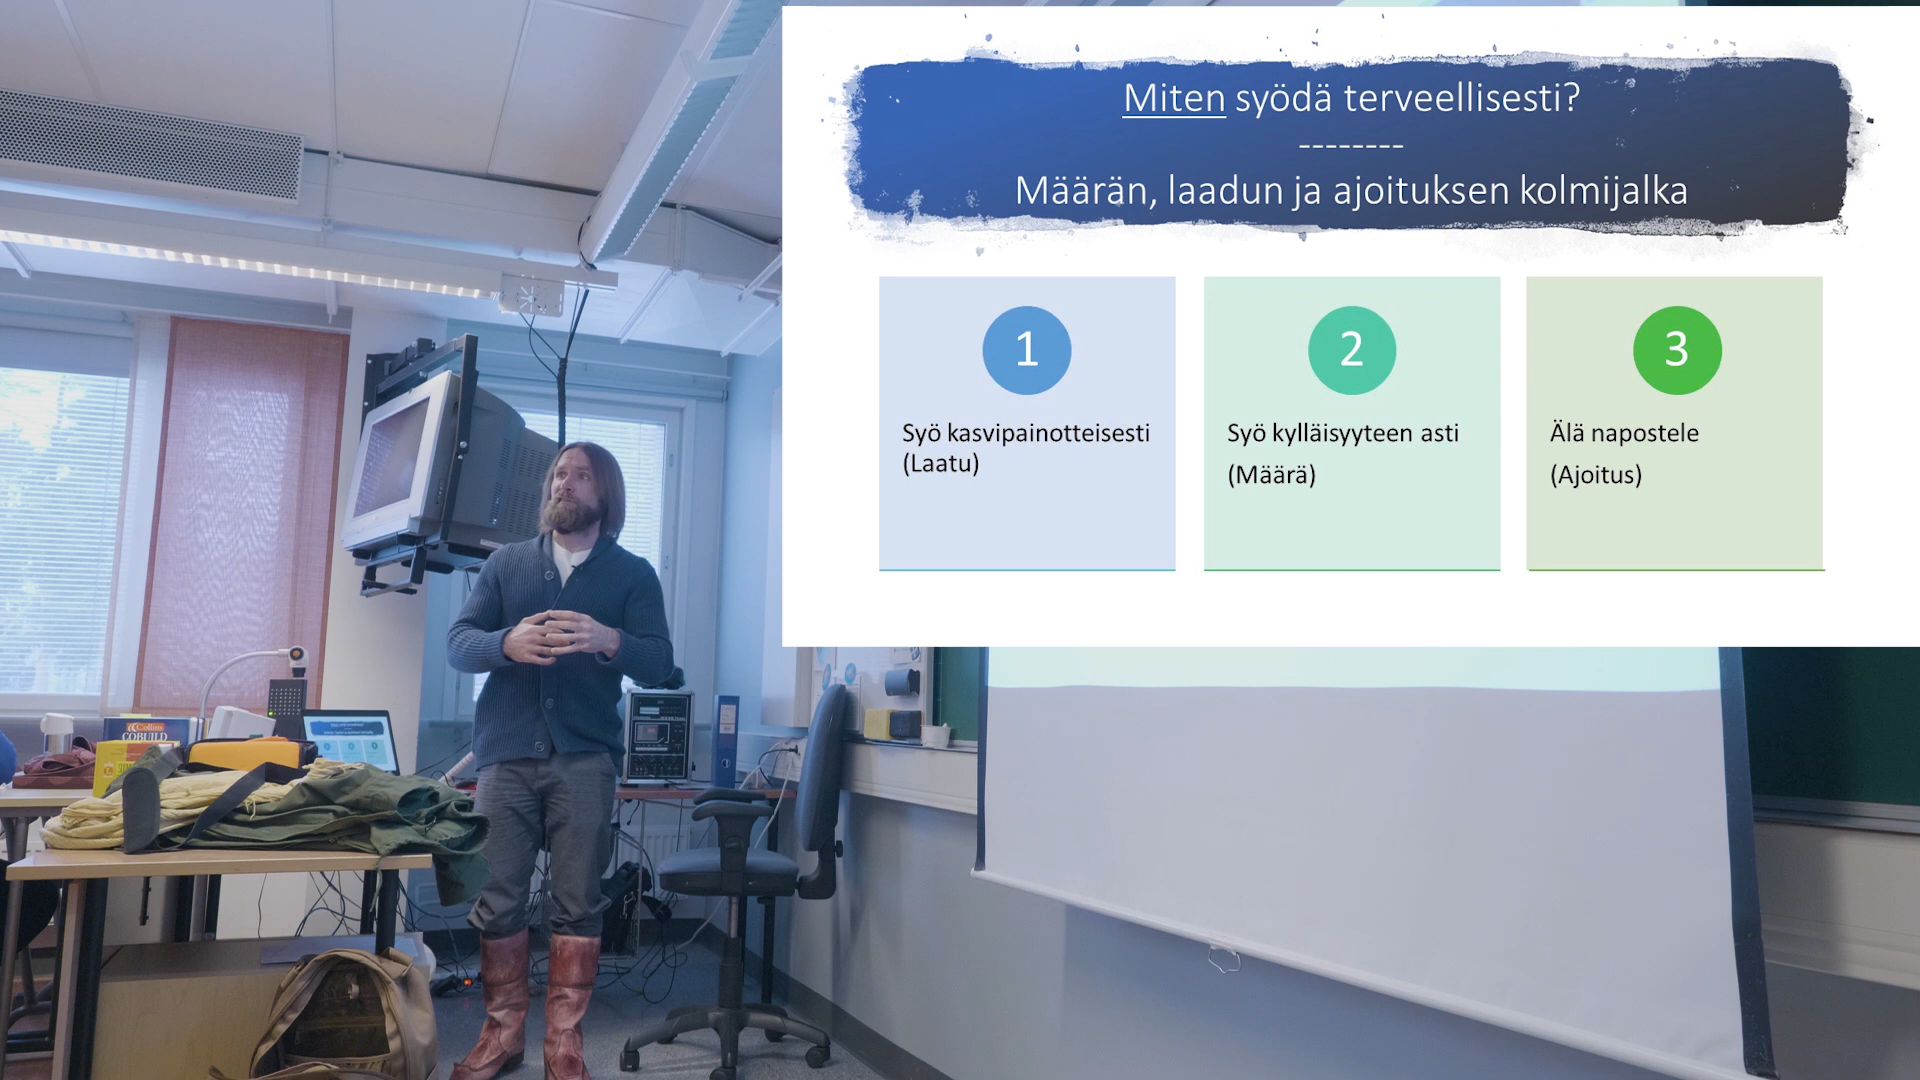 Miten syödä terveellisesti?
--------
Määrän, laadun ja ajoituksen kolmijalka
1
Syö kasvipainotteisesti
(Laatu)
2
Syö kylläisyyteen asti
(Määrä)
3
Älä napostele
(Ajoitus)
Collins
COBUILD